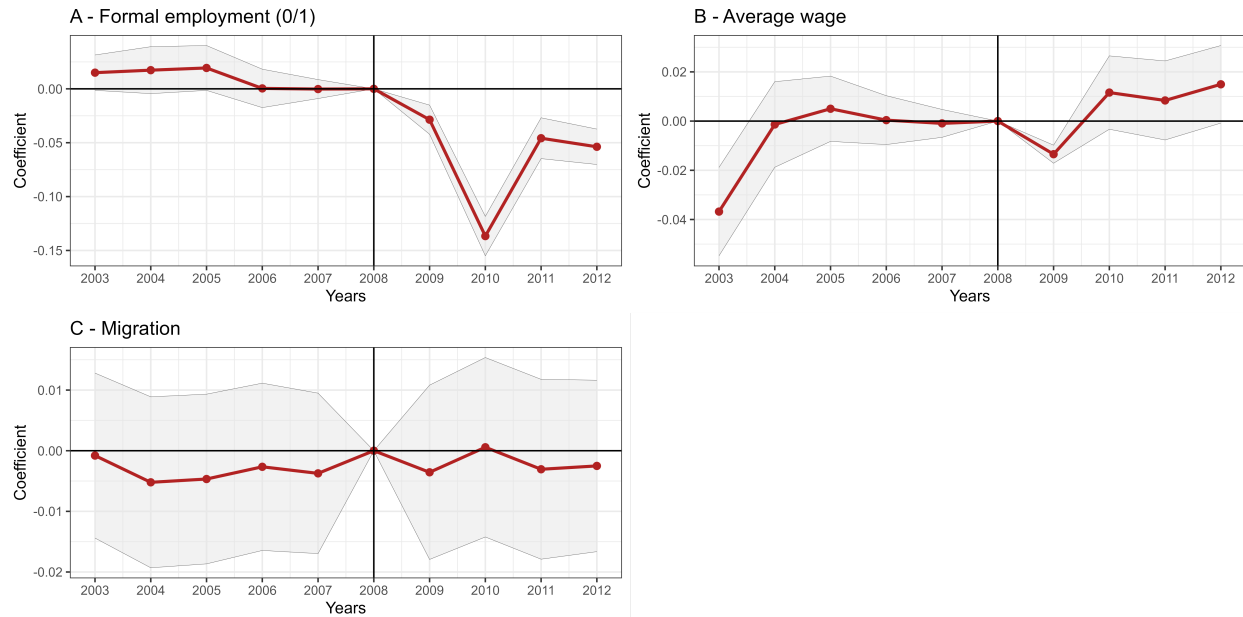 A - Formal employment (0/1)
0.00
-0.05
-0.10
-0.15
Coefficient
2003 2004 2005 2006 2007 2008 2009 2010 2011 2012
Years
B - Average wage
0.02
0.00
-0.02
-0.04
Coefficient
2003 2004 2005 2006 2007 2008 2009 2010 2011 2012
Years
C - Migration
0.01
0.00
-0.01
-0.02
Coefficient
2003 2004 2005 2006 2007 2008 2009 2010 2011 2012
Years